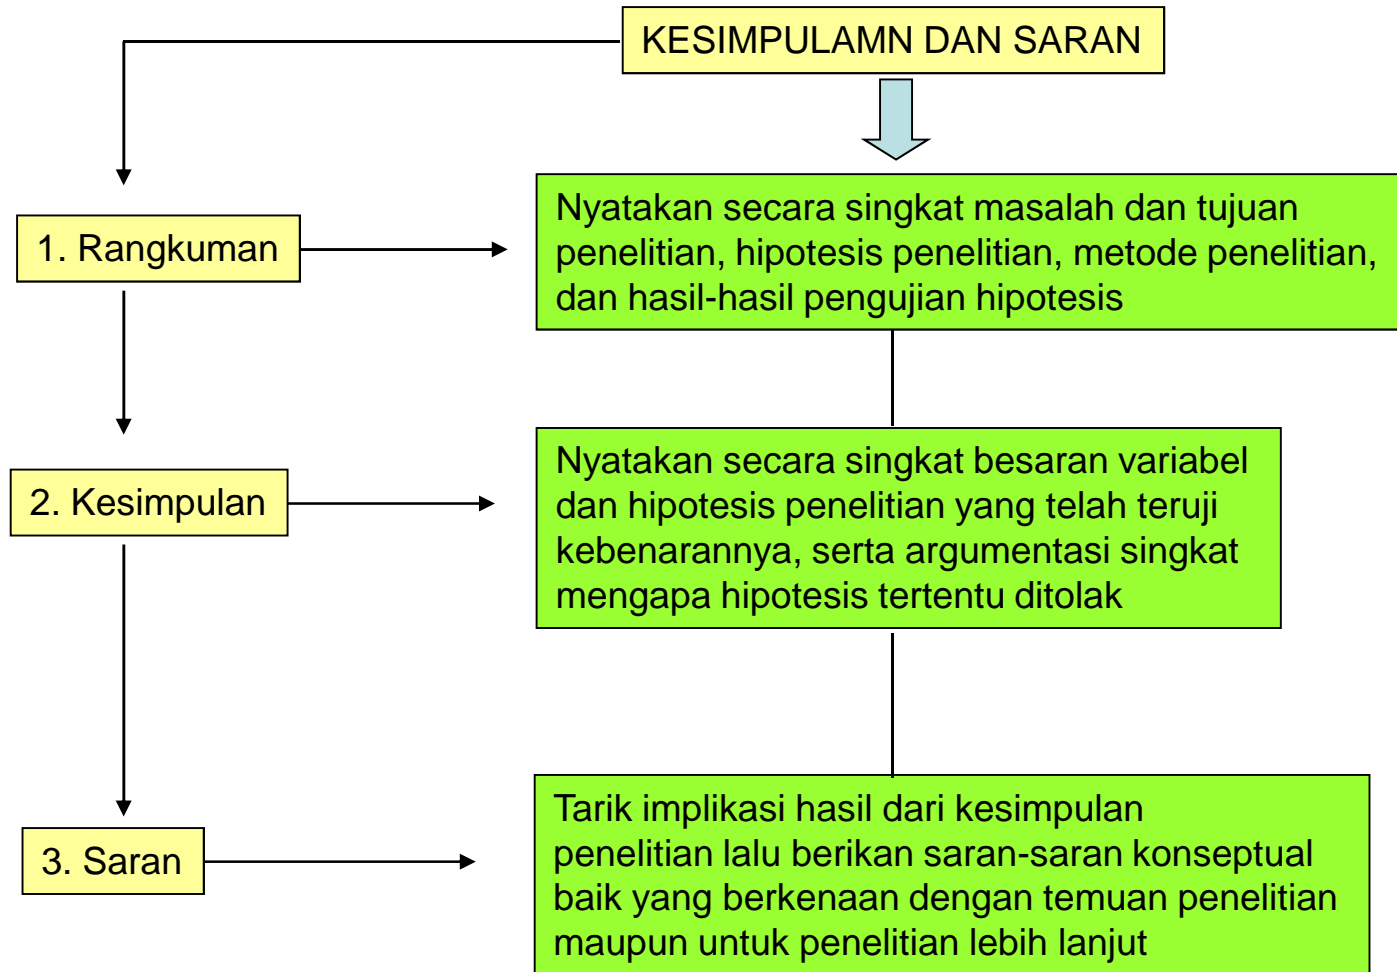 KESIMPULAMN DAN SARAN
1. Rangkuman
Nyatakan secara singkat masalah dan tujuan
penelitian, hipotesis penelitian, metode penelitian,
dan hasil-hasil pengujian hipotesis
2. Kesimpulan
Nyatakan secara singkat besaran variabel
dan hipotesis penelitian yang telah teruji
kebenarannya, serta argumentasi singkat
mengapa hipotesis tertentu ditolak
3. Saran
Tarik implikasi hasil dari kesimpulan
penelitian lalu berikan saran-saran konseptual
baik yang berkenaan dengan temuan penelitian
maupun untuk penelitian lebih lanjut